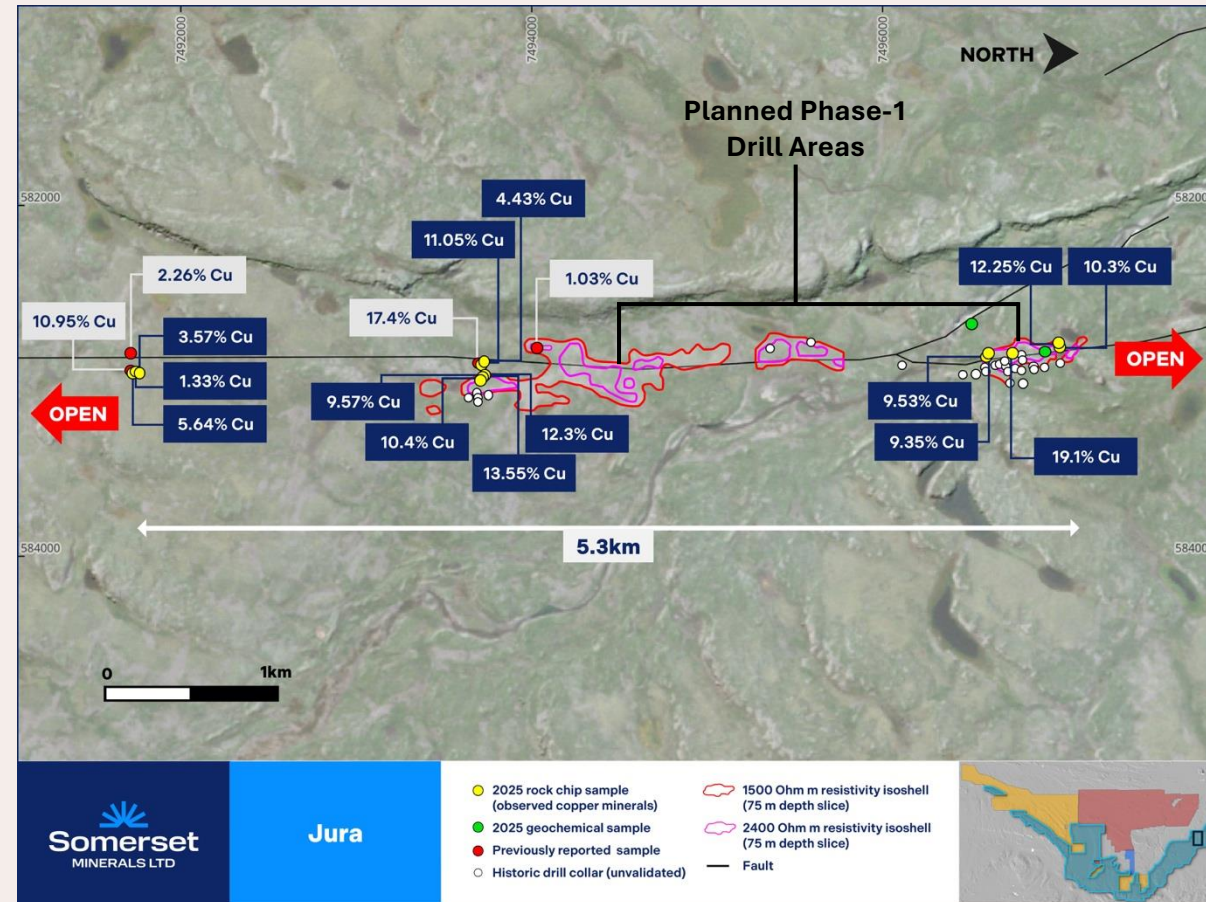 7492000
7494000
7496000
NORTH
Planned Phase-1
Drill Areas
582000
582000
4.43% Cu
11.05% Cu
12.25% Cu
10.3% Cu
2.26% Cu
1.03% Cu
10.95% Cu
17.4% Cu
3.57% Cu
OPEN
1.33% Cu
9.57% Cu
9.53% Cu
OPEN
5.64% Cu
10.4% Cu
12.3% Cu
9.35% Cu
13.55% Cu
19.1% Cu
5.3km
584000
584000
0
1km
Somerset
MINERALS LTD
Jura
2025 rock chip sample
(observed copper minerals)
2025 geochemical sample
Previously reported sample
Historic drill collar (unvalidated)
1500 Ohm m resistivity isoshell
(75 m depth slice)
2400 Ohm m resistivity isoshell
(75 m depth slice)
Fault